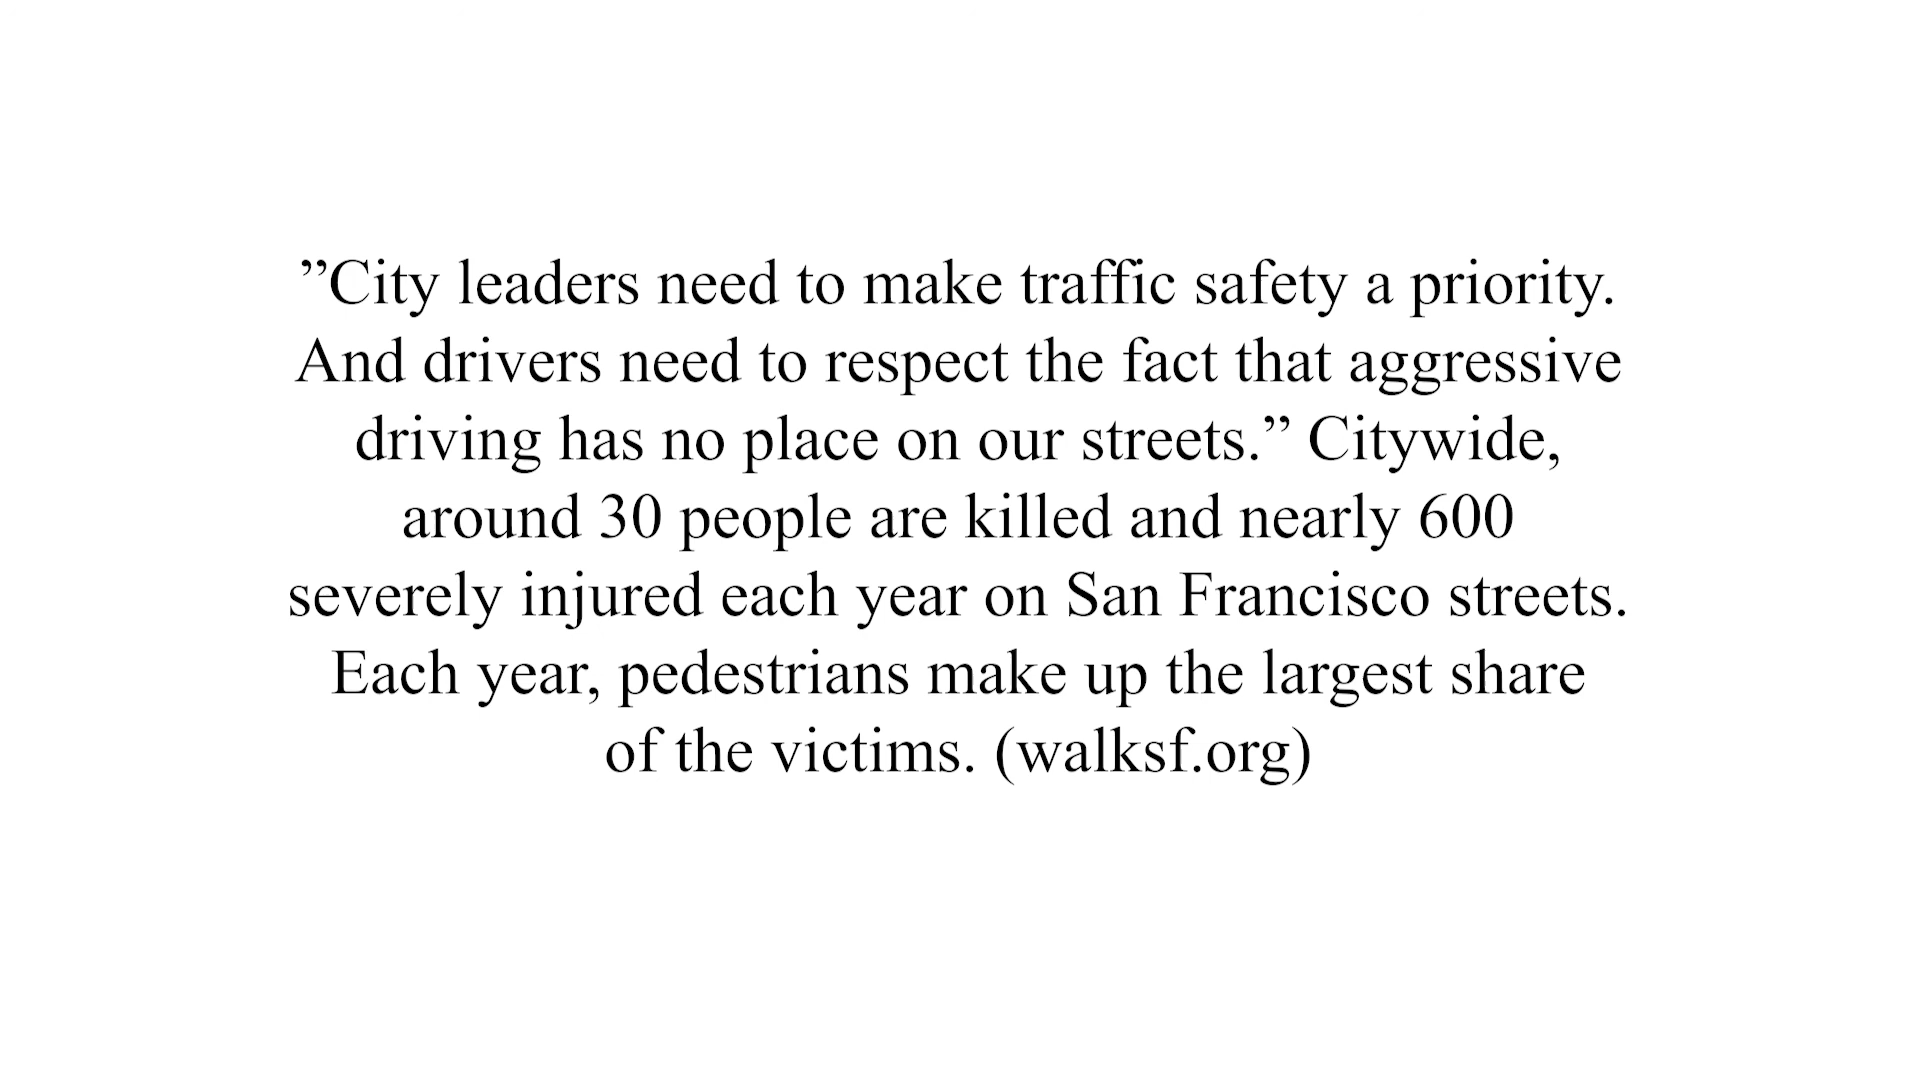 ”City leaders need to make traffic safety a priority.
And drivers need to respect the fact that aggressive
driving has no place on our streets.” Citywide,
around 30 people are killed and nearly 600
severely injured each year on San Francisco streets.
Each year, pedestrians make up the largest share
of the victims. (walksf.org)